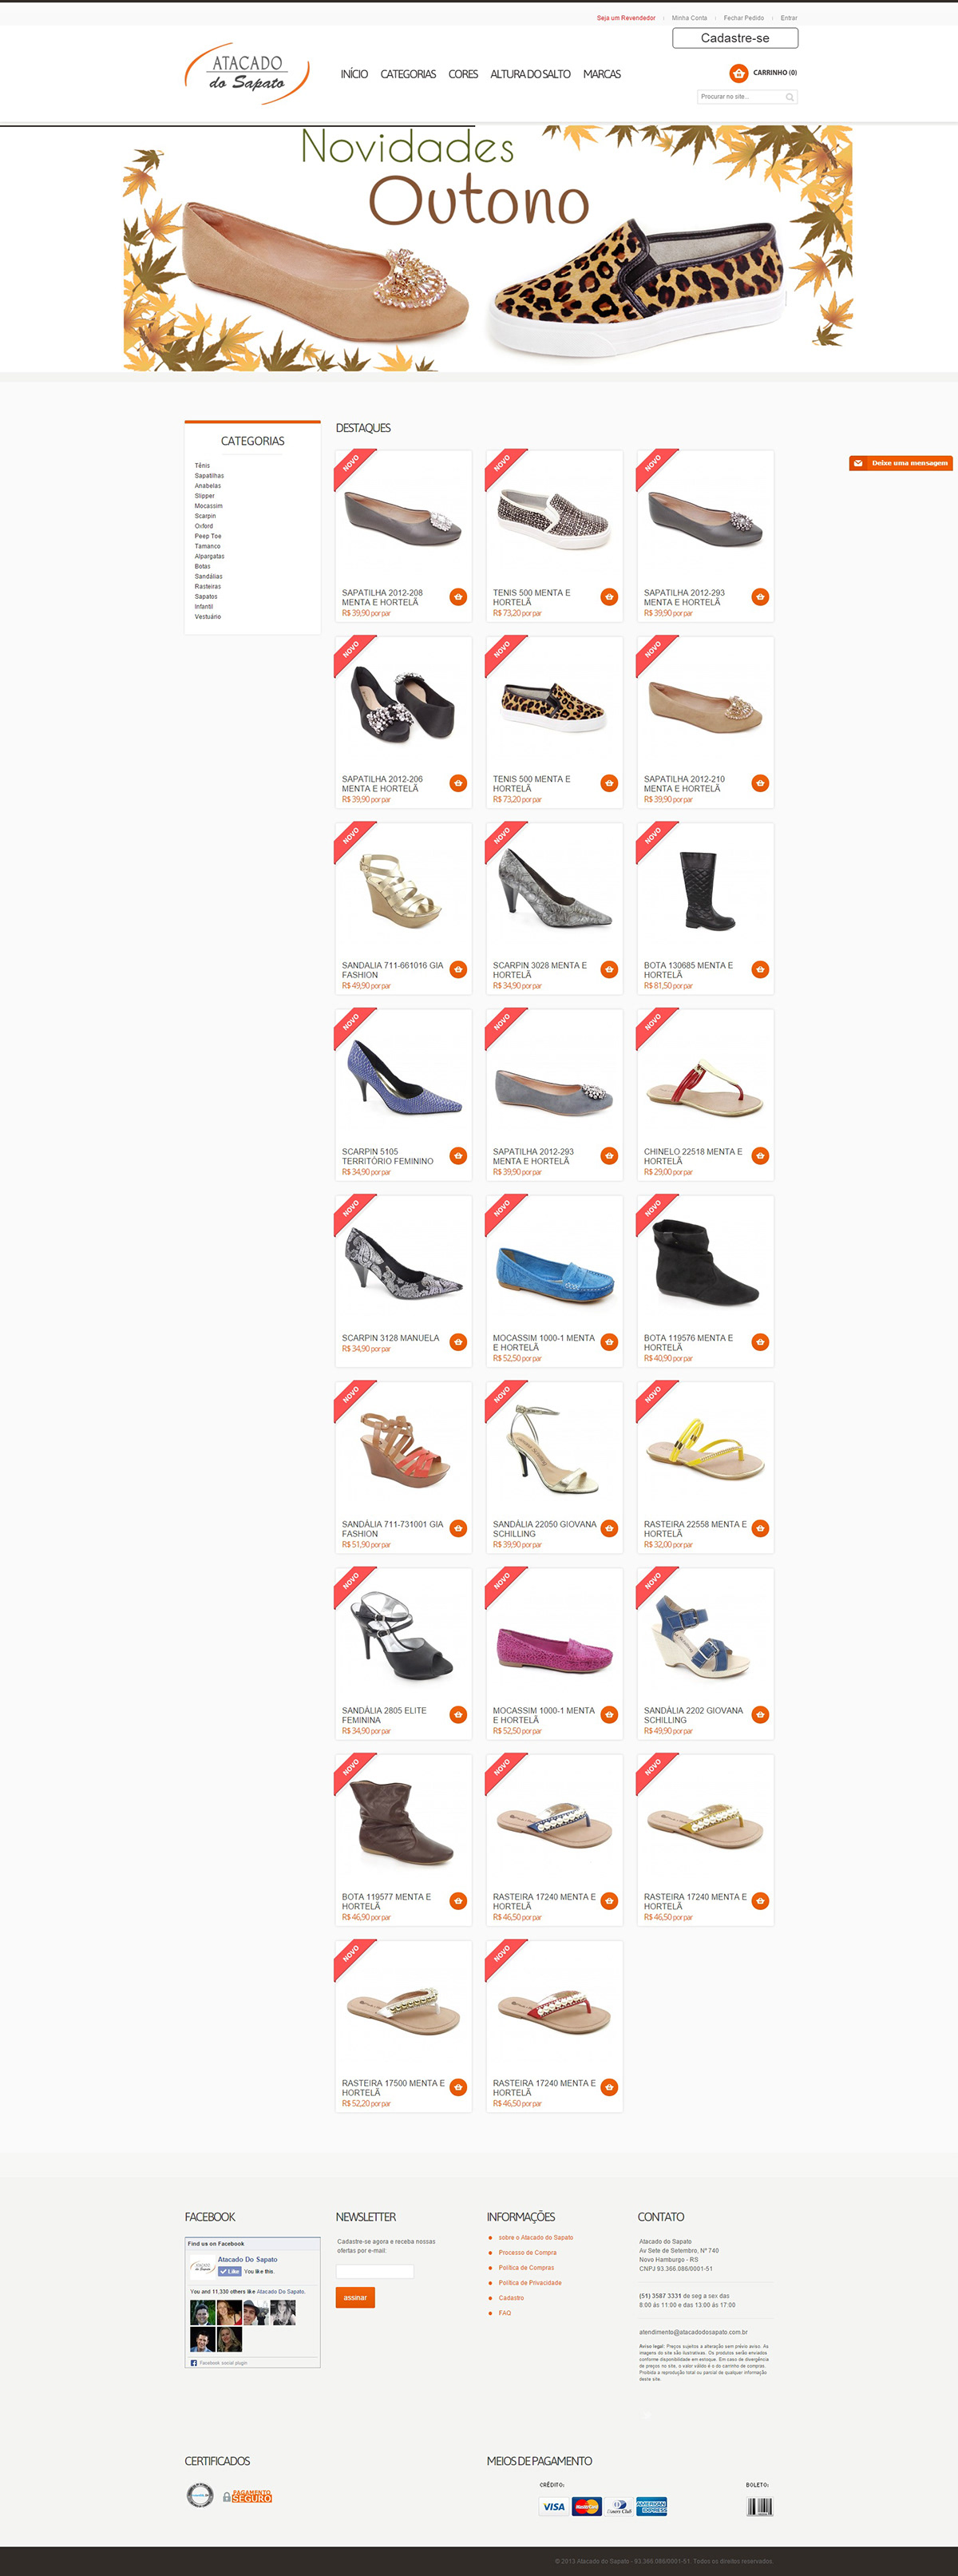 Seja um Revendedor | Minha Conta | Fechar Pedido | Entrar
Cadastre-se
ATACADO
do Sapato
INÍCIO CATEGORIAS CORES ALTURA DO SALTO MARCAS
CARRINHO (0)
Procurar no site...
Novidades
Outono
CATEGORIAS
Tênis
Sapatilhas
Anabelas
Slipper
Mocassim
Scarpin
Oxford
Peep Toe
Tamanco
Alpargatas
Botas
Sandálias
Rasteiras
Sapatos
Infantil
Vestuário
DESTAQUES
Deixe uma mensagem
NOVO
SAPATILHA 2012-208
MENTA E HORTELÃ
R$ 39,90 por par
NOVO
TENIS 500 MENTA E
HORTELÃ
R$ 73,20 por par
NOVO
SAPATILHA 2012-293
MENTA E HORTELÃ
R$ 39,90 por par
NOVO
SAPATILHA 2012-206
MENTA E HORTELÃ
R$ 39,90 por par
NOVO
TENIS 500 MENTA E
HORTELÃ
R$ 73,20 por par
NOVO
SAPATILHA 2012-210
MENTA E HORTELÃ
R$ 39,90 por par
NOVO
SANDALIA 711-661016 GIA
FASHION
R$ 49,90 por par
NOVO
SCARPIN 3028 MENTA E
HORTELÃ
R$ 34,90 por par
NOVO
BOTA 130685 MENTA E
HORTELÃ
R$ 81,50 por par
NOVO
SCARPIN 5105
TERRITÓRIO FEMININO
R$ 34,90 por par
NOVO
SAPATILHA 2012-293
MENTA E HORTELÃ
R$ 39,90 por par
NOVO
CHINELO 22518 MENTA E
HORTELÃ
R$ 29,00 por par
NOVO
SCARPIN 3128 MANUELA
R$ 34,90 por par
NOVO
MOCASSIM 1000-1 MENTA
E HORTELÃ
R$ 52,50 por par
NOVO
BOTA 119576 MENTA E
HORTELÃ
R$ 40,90 por par
NOVO
SANDÁLIA 711-731001 GIA
FASHION
R$ 51,90 por par
NOVO
SANDÁLIA 22050 GIOVANA
SCHILLING
R$ 39,90 por par
NOVO
RASTEIRA 22558 MENTA E
HORTELÃ
R$ 32,00 por par
NOVO
SANDÁLIA 2805 ELITE
FEMININA
R$ 34,90 por par
NOVO
MOCASSIM 1000-1 MENTA
E HORTELÃ
R$ 52,50 por par
NOVO
SANDÁLIA 2202 GIOVANA
SCHILLING
R$ 49,90 por par
NOVO
BOTA 119577 MENTA E
HORTELÃ
R$ 46,90 por par
NOVO
RASTEIRA 17240 MENTA E
HORTELÃ
R$ 46,50 por par
NOVO
RASTEIRA 17240 MENTA E
HORTELÃ
R$ 46,50 por par
NOVO
RASTEIRA 17500 MENTA E
HORTELÃ
R$ 52,20 por par
NOVO
RASTEIRA 17240 MENTA E
HORTELÃ
R$ 46,50 por par
FACEBOOK
Find us on Facebook
Atacado Do Sapato
Like You like this.
You and 11,330 others like Atacado Do Sapato.
Facebook social plugin
NEWSLETTER
Cadastre-se agora e receba nossas
ofertas por e-mail:
assinar
INFORMAÇÕES
sobre o Atacado do Sapato
Processo de Compra
Política de Compras
Política de Privacidade
Cadastro
FAQ
CONTATO
Atacado do Sapato
Av Sete de Setembro, Nº 740
Novo Hamburgo - RS
CNPJ 93.366.086/0001-51
(51) 3587 3331 de seg a sex das
8:00 às 11:00 e das 13:00 às 17:00
atendimento@atacadodosapato.com.br
Aviso legal: Preços sujeitos a alteração sem prévio aviso. As
imagens do site são ilustrativas. Os produtos serão enviados
conforme disponibilidade em estoque. Em caso de divergência
de preços no site, o valor válido é o do carrinho de compras.
Proibida a reprodução total ou parcial de qualquer informação
deste site.
CERTIFICADOS
PAGAMENTO
SEGURO
MEIOS DE PAGAMENTO
CRÉDITO:
VISA MasterCard Diners Club AMERICAN EXPRESS
BOLETO:
© 2013 Atacado do Sapato - 93.366.086/0001-51. Todos os direitos reservados.